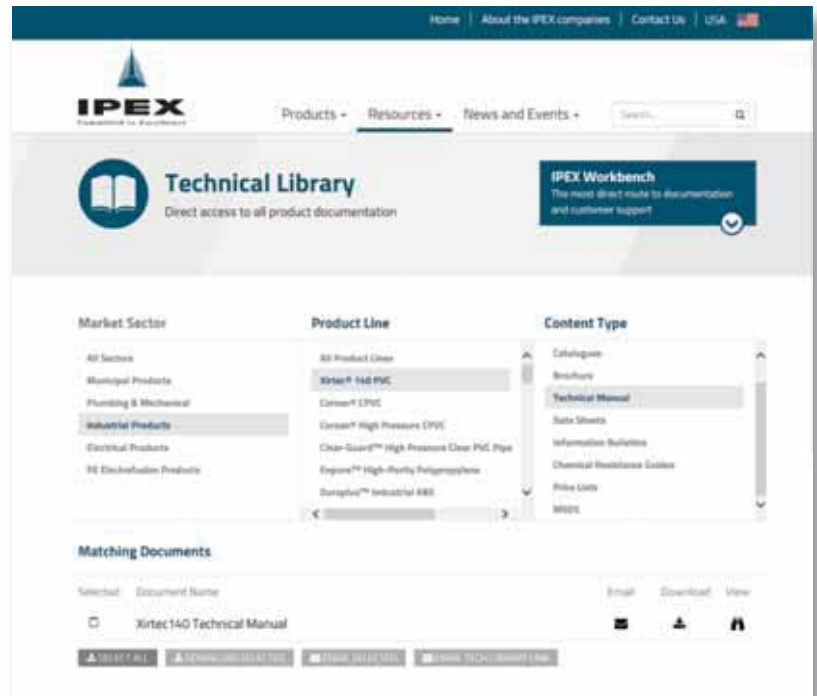 Home | About the IPEX companies | Contact Us | USA
IPEX
Products Resources News and Events Search...
Technical Library
Direct access to all product documentation
IPEX Workbench
The most direct route to documentation
and customer support
Market Sector
All Sectors
Municipal Products
Plumbing & Mechanical
Industrial Products
Electrical Products
PE Electrofusion Products
Product Line
All Product Lines
Xirtec® 140 PVC
Corzan® CPVC
Corzan® High Pressure CPVC
Clear-Guard™ High Pressure Clear PVC Pipe
Enpure™ High-Purity Polypropylene
Duraplus™ Industrial ABS
Content Type
Catalogues
Brochure
Technical Manual
Data Sheets
Information Bulletins
Chemical Resistance Guides
Price Lists
MSDS
Matching Documents
Selected Document Name Email Download View
Xirtec140 Technical Manual
SELECT ALL DOWNLOAD SELECTED EMAIL SELECTED EMAIL TECH LIBRARY LINK